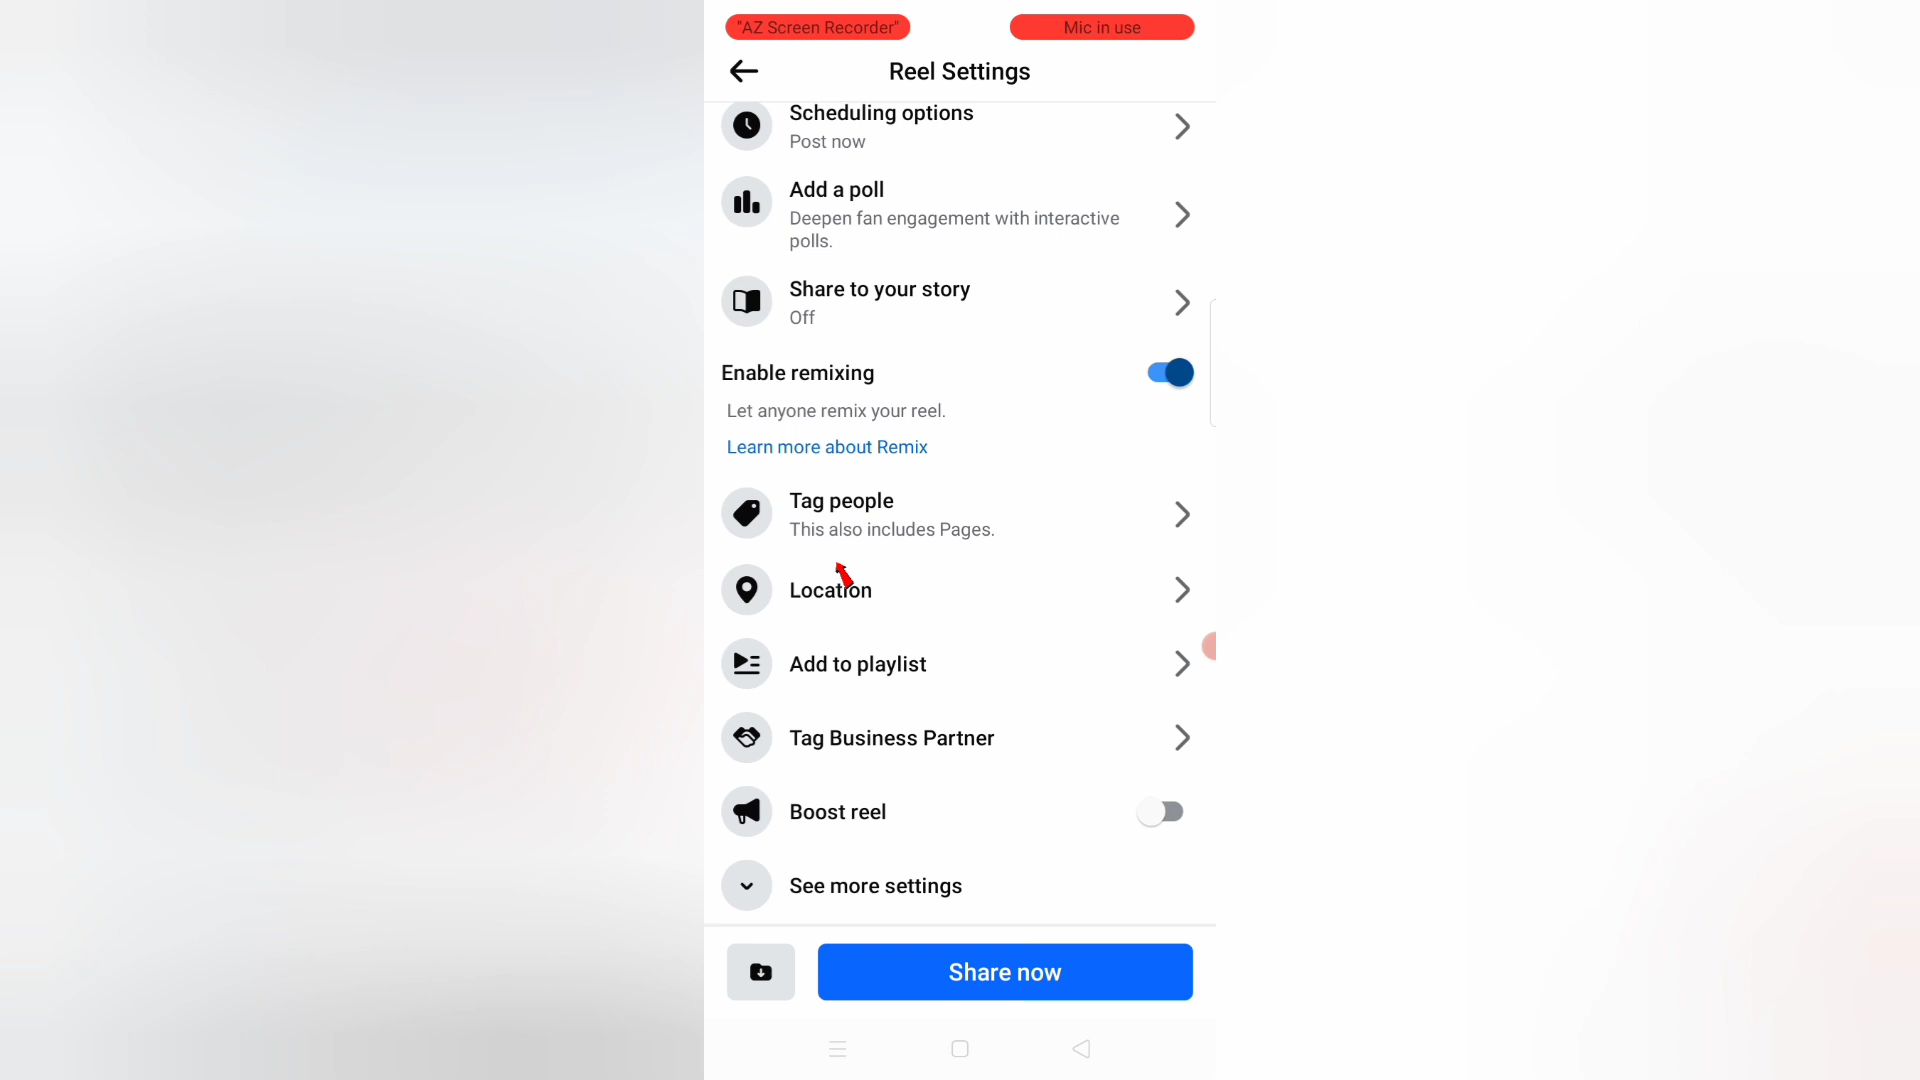 "AZ Screen Recorder"
Mic in use
Reel Settings
Scheduling options
Post now
Add a poll
Deepen fan engagement with interactive
polls.
Share to your story
Off
Enable remixing
Let anyone remix your reel.
Learn more about Remix
Tag people
This also includes Pages.
Location
Add to playlist
Tag Business Partner
Boost reel
See more settings
Share now